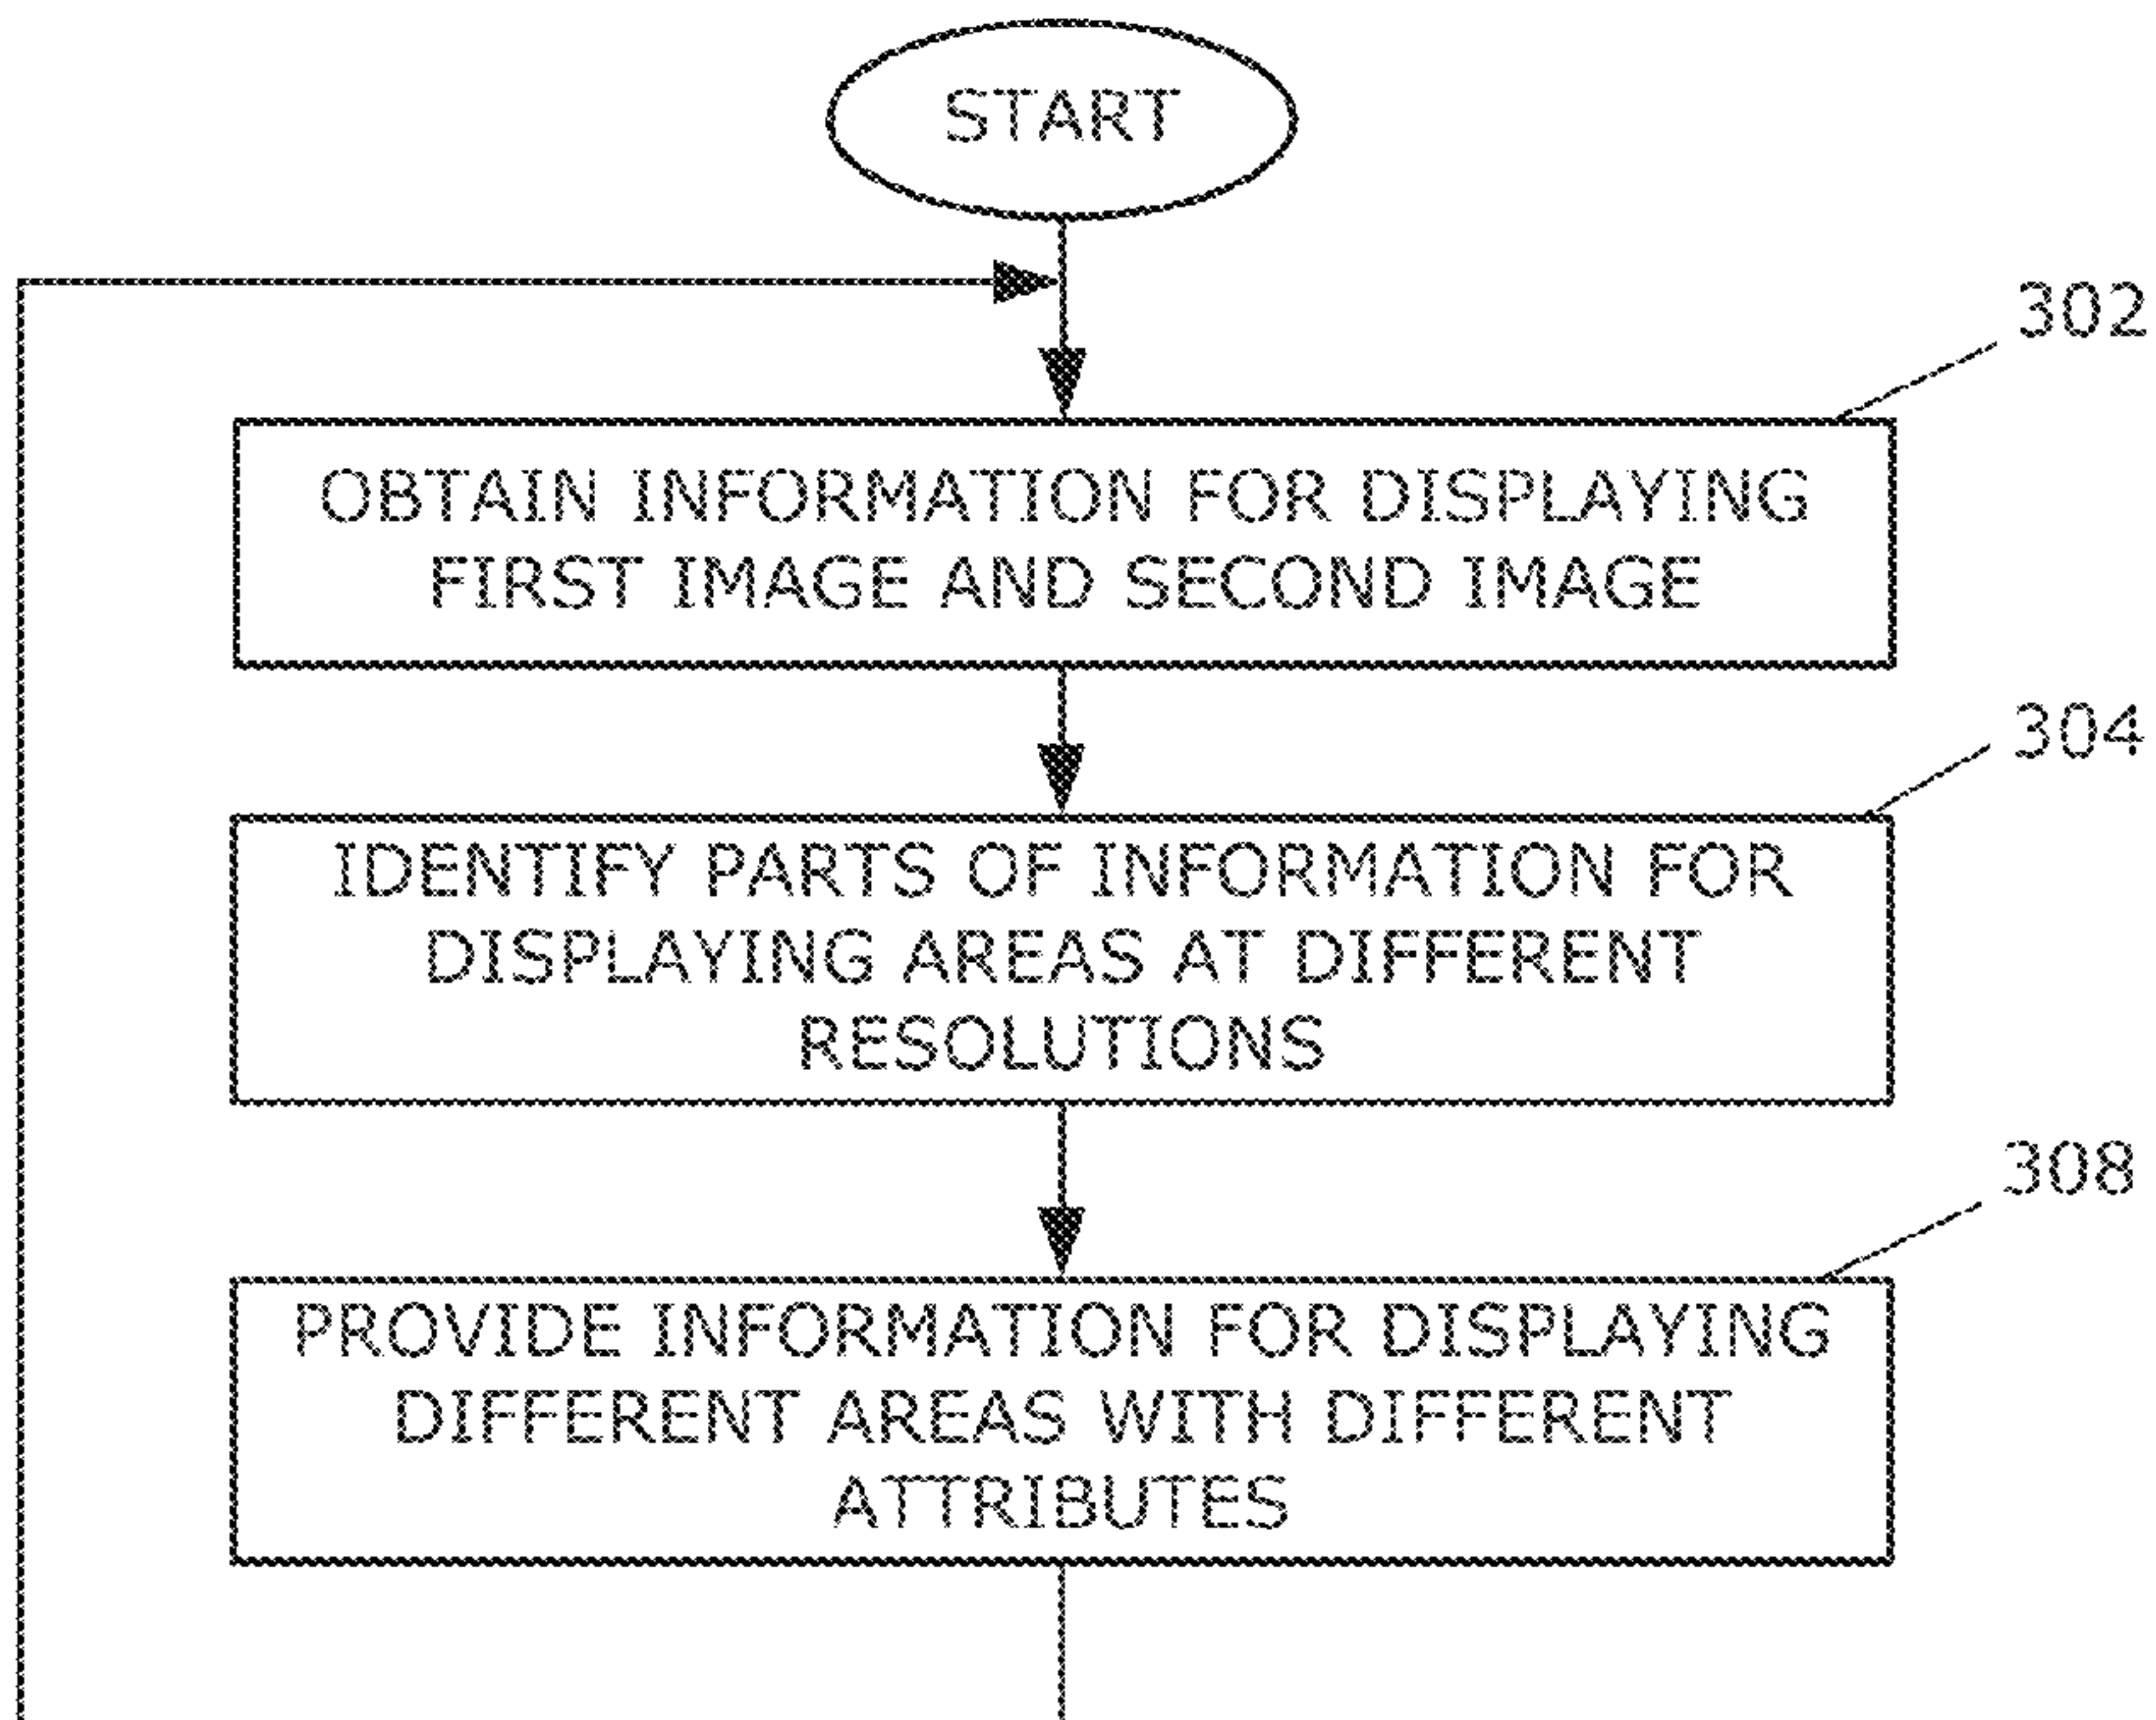 START
302
OBTAIN INFORMATION FOR DISPLAYING
FIRST IMAGE AND SECOND IMAGE
304
IDENTIFY PARTS OF INFORMATION FOR
DISPLAYING AREAS AT DIFFERENT
RESOLUTIONS
308
PROVIDE INFORMATION FOR DISPLAYING
DIFFERENT AREAS WITH DIFFERENT
ATTRIBUTES